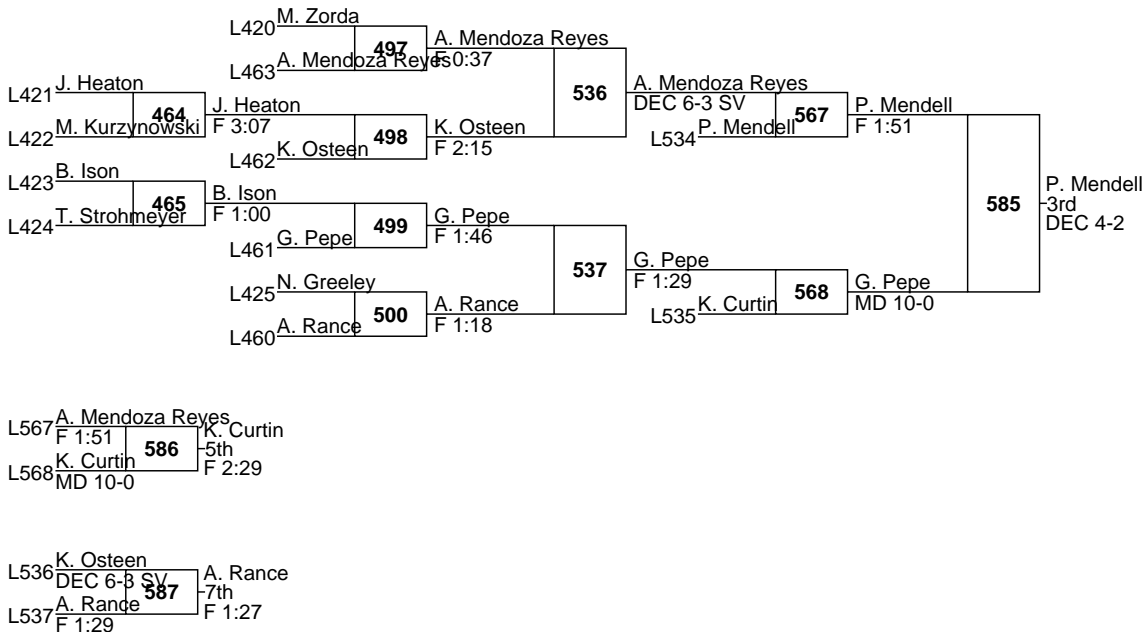 M. Zorda
L420
497
A. Mendoza Reyes
F 0:37
L463
A. Mendoza Reyes
536
A. Mendoza Reyes
DEC 6-3 SV
L421
J. Heaton
464
J. Heaton
F 3:07
L422
M. Kurzynowski
498
K. Osteen
F 2:15
L462
K. Osteen
567
P. Mendell
F 1:51
L534
P. Mendell
L423
B. Ison
465
B. Ison
F 1:00
L424
T. Strohmeyer
499
G. Pepe
F 1:46
L461
G. Pepe
537
G. Pepe
F 1:29
L425
N. Greeley
500
A. Rance
F 1:18
L460
A. Rance
568
G. Pepe
MD 10-0
L535
K. Curtin
585
P. Mendell
3rd
DEC 4-2
L567
A. Mendoza Reyes
F 1:51
586
K. Curtin
5th
F 2:29
L568
K. Curtin
MD 10-0
L536
K. Osteen
DEC 6-3 SV
587
A. Rance
7th
F 1:27
L537
A. Rance
F 1:29